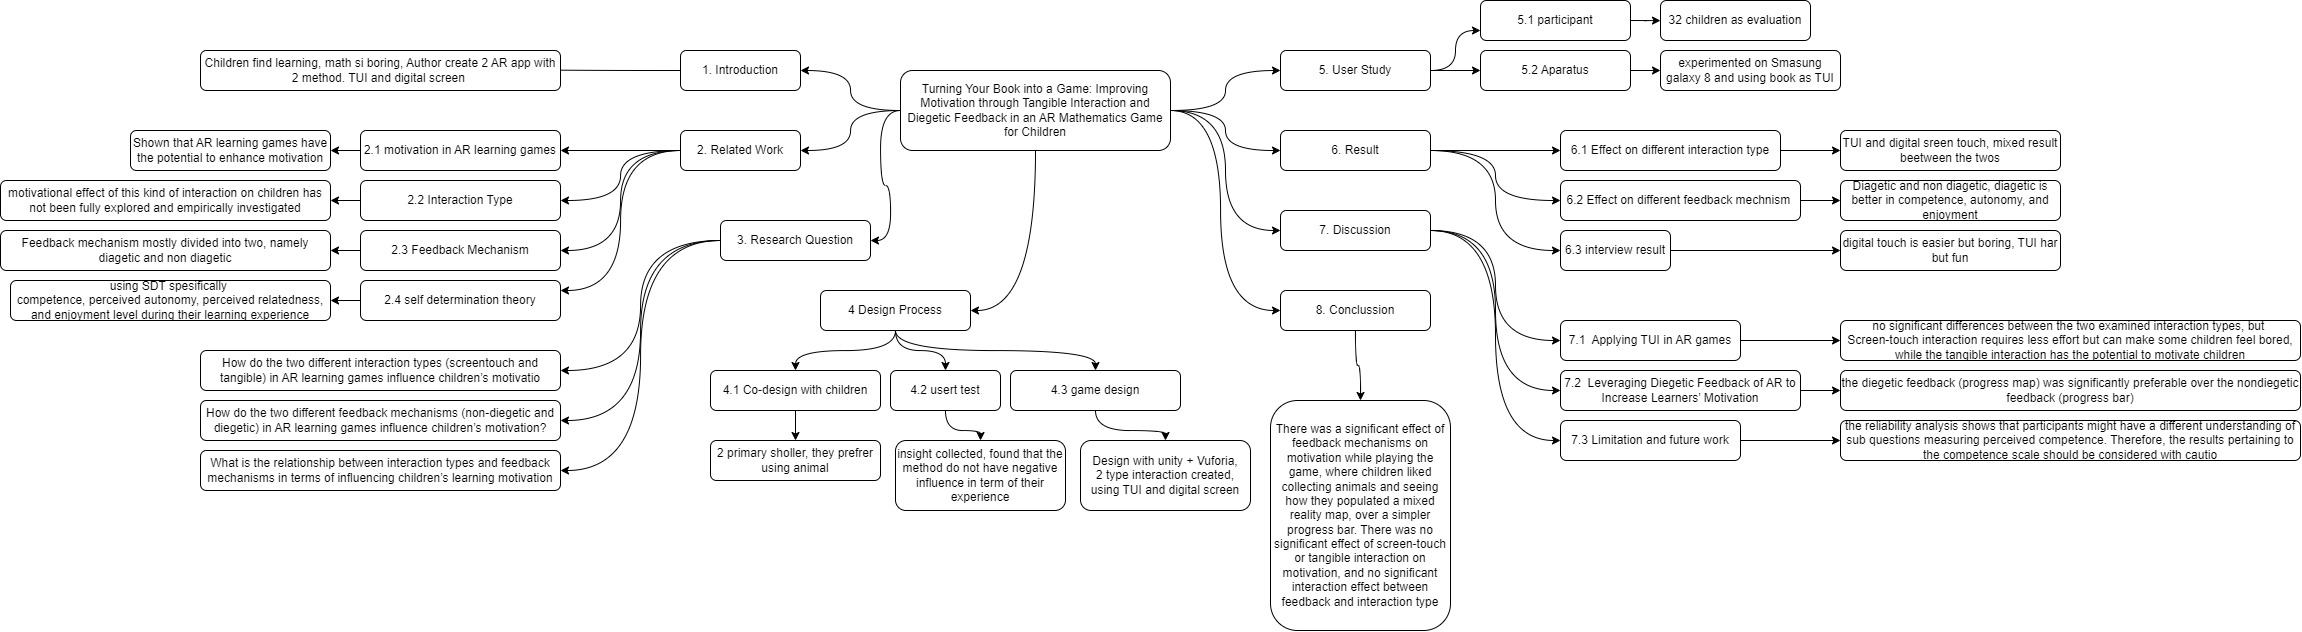 Turning Your Book into a Game: Improving
Motivation through Tangible Interaction and
Diegetic Feedback in an AR Mathematics Game
for Children
1. Introduction
Children find learning, math si boring, Author create 2 AR app with
2 method. TUI and digital screen
2. Related Work
2.1 motivation in AR learning games
Shown that AR learning games have
the potential to enhance motivation
2.2 Interaction Type
motivational effect of this kind of interaction on children has
not been fully explored and empirically investigated
2.3 Feedback Mechanism
Feedback mechanism mostly divided into two, namely
diagetic and non diagetic
2.4 self determination theory
using SDT spesifically
competence, perceived autonomy, perceived relatedness,
and enjoyment level during their learning experience
3. Research Question
How do the two different interaction types (screentouch and
tangible) in AR learning games influence children's motivatio
How do the two different feedback mechanisms (non-diegetic and
diegetic) in AR learning games influence children's motivation?
What is the relationship between interaction types and feedback
mechanisms in terms of influencing children's learning motivation
4 Design Process
4.1 Co-design with children
2 primary sholler, they prefrer
using animal
4.2 usert test
insight collected, found that the
method do not have negative
influence in term of their
experience
4.3 game design
Design with unity + Vuforia,
2 type interaction created,
using TUI and digital screen
5. User Study
5.1 participant
32 children as evaluation
5.2 Aparatus
experimented on Smasung
galaxy 8 and using book as TUI
6. Result
6.1 Effect on different interaction type
TUI and digital sreen touch, mixed result
beetween the twos
6.2 Effect on different feedback mechnism
Diagetic and non diagetic, diagetic is
better in competence, autonomy, and
enjoyment
6.3 interview result
digital touch is easier but boring, TUI har
but fun
7. Discussion
7.1 Applying TUI in AR games
no significant differences between the two examined interaction types, but
Screen-touch interaction requires less effort but can make some children feel bored,
while the tangible interaction has the potential to motivate children
7.2 Leveraging Diegetic Feedback of AR to
Increase Learners' Motivation
the diegetic feedback (progress map) was significantly preferable over the nondiegetic
feedback (progress bar)
7.3 Limitation and future work
the reliability analysis shows that participants might have a different understanding of
sub questions measuring perceived competence. Therefore, the results pertaining to
the competence scale should be considered with cautio
8. Conclussion
There was a significant effect of
feedback mechanisms on
motivation while playing the
game, where children liked
collecting animals and seeing
how they populated a mixed
reality map, over a simpler
progress bar. There was no
significant effect of screen-touch
or tangible interaction on
motivation, and no significant
interaction effect between
feedback and interaction type